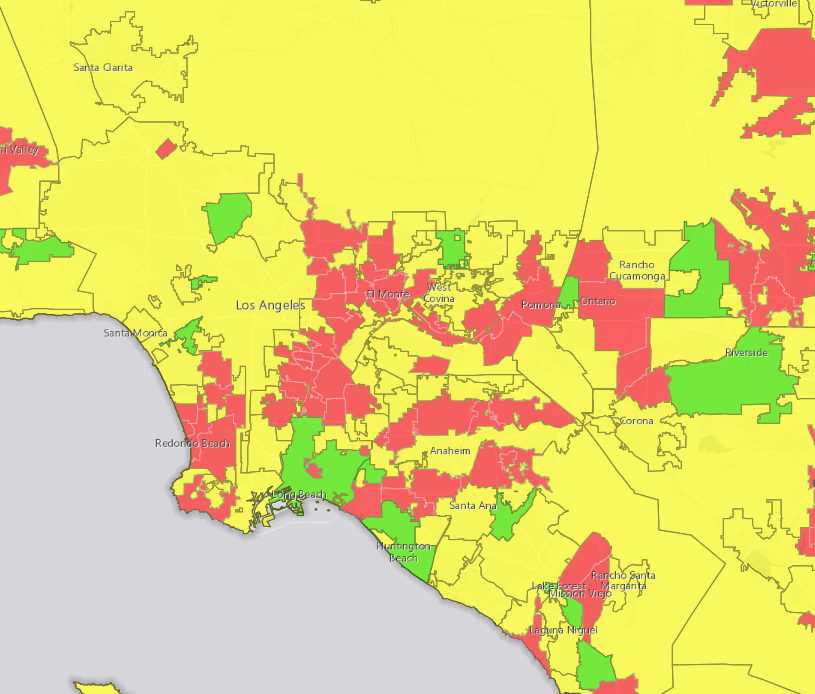 Victorville
Santa Clarita
Valley
Rancho
Cucamonga
El Monte
West
Covina
Los Angeles
Pomona
Ontario
Santa Monica
Riverside
Corona
Redondo Beach
Anaheim
Long Beach
Santa Ana
Huntington
Beach
Rancho Santa
Margarita
Lake Forest
Mission Viejo
Laguna Niguel